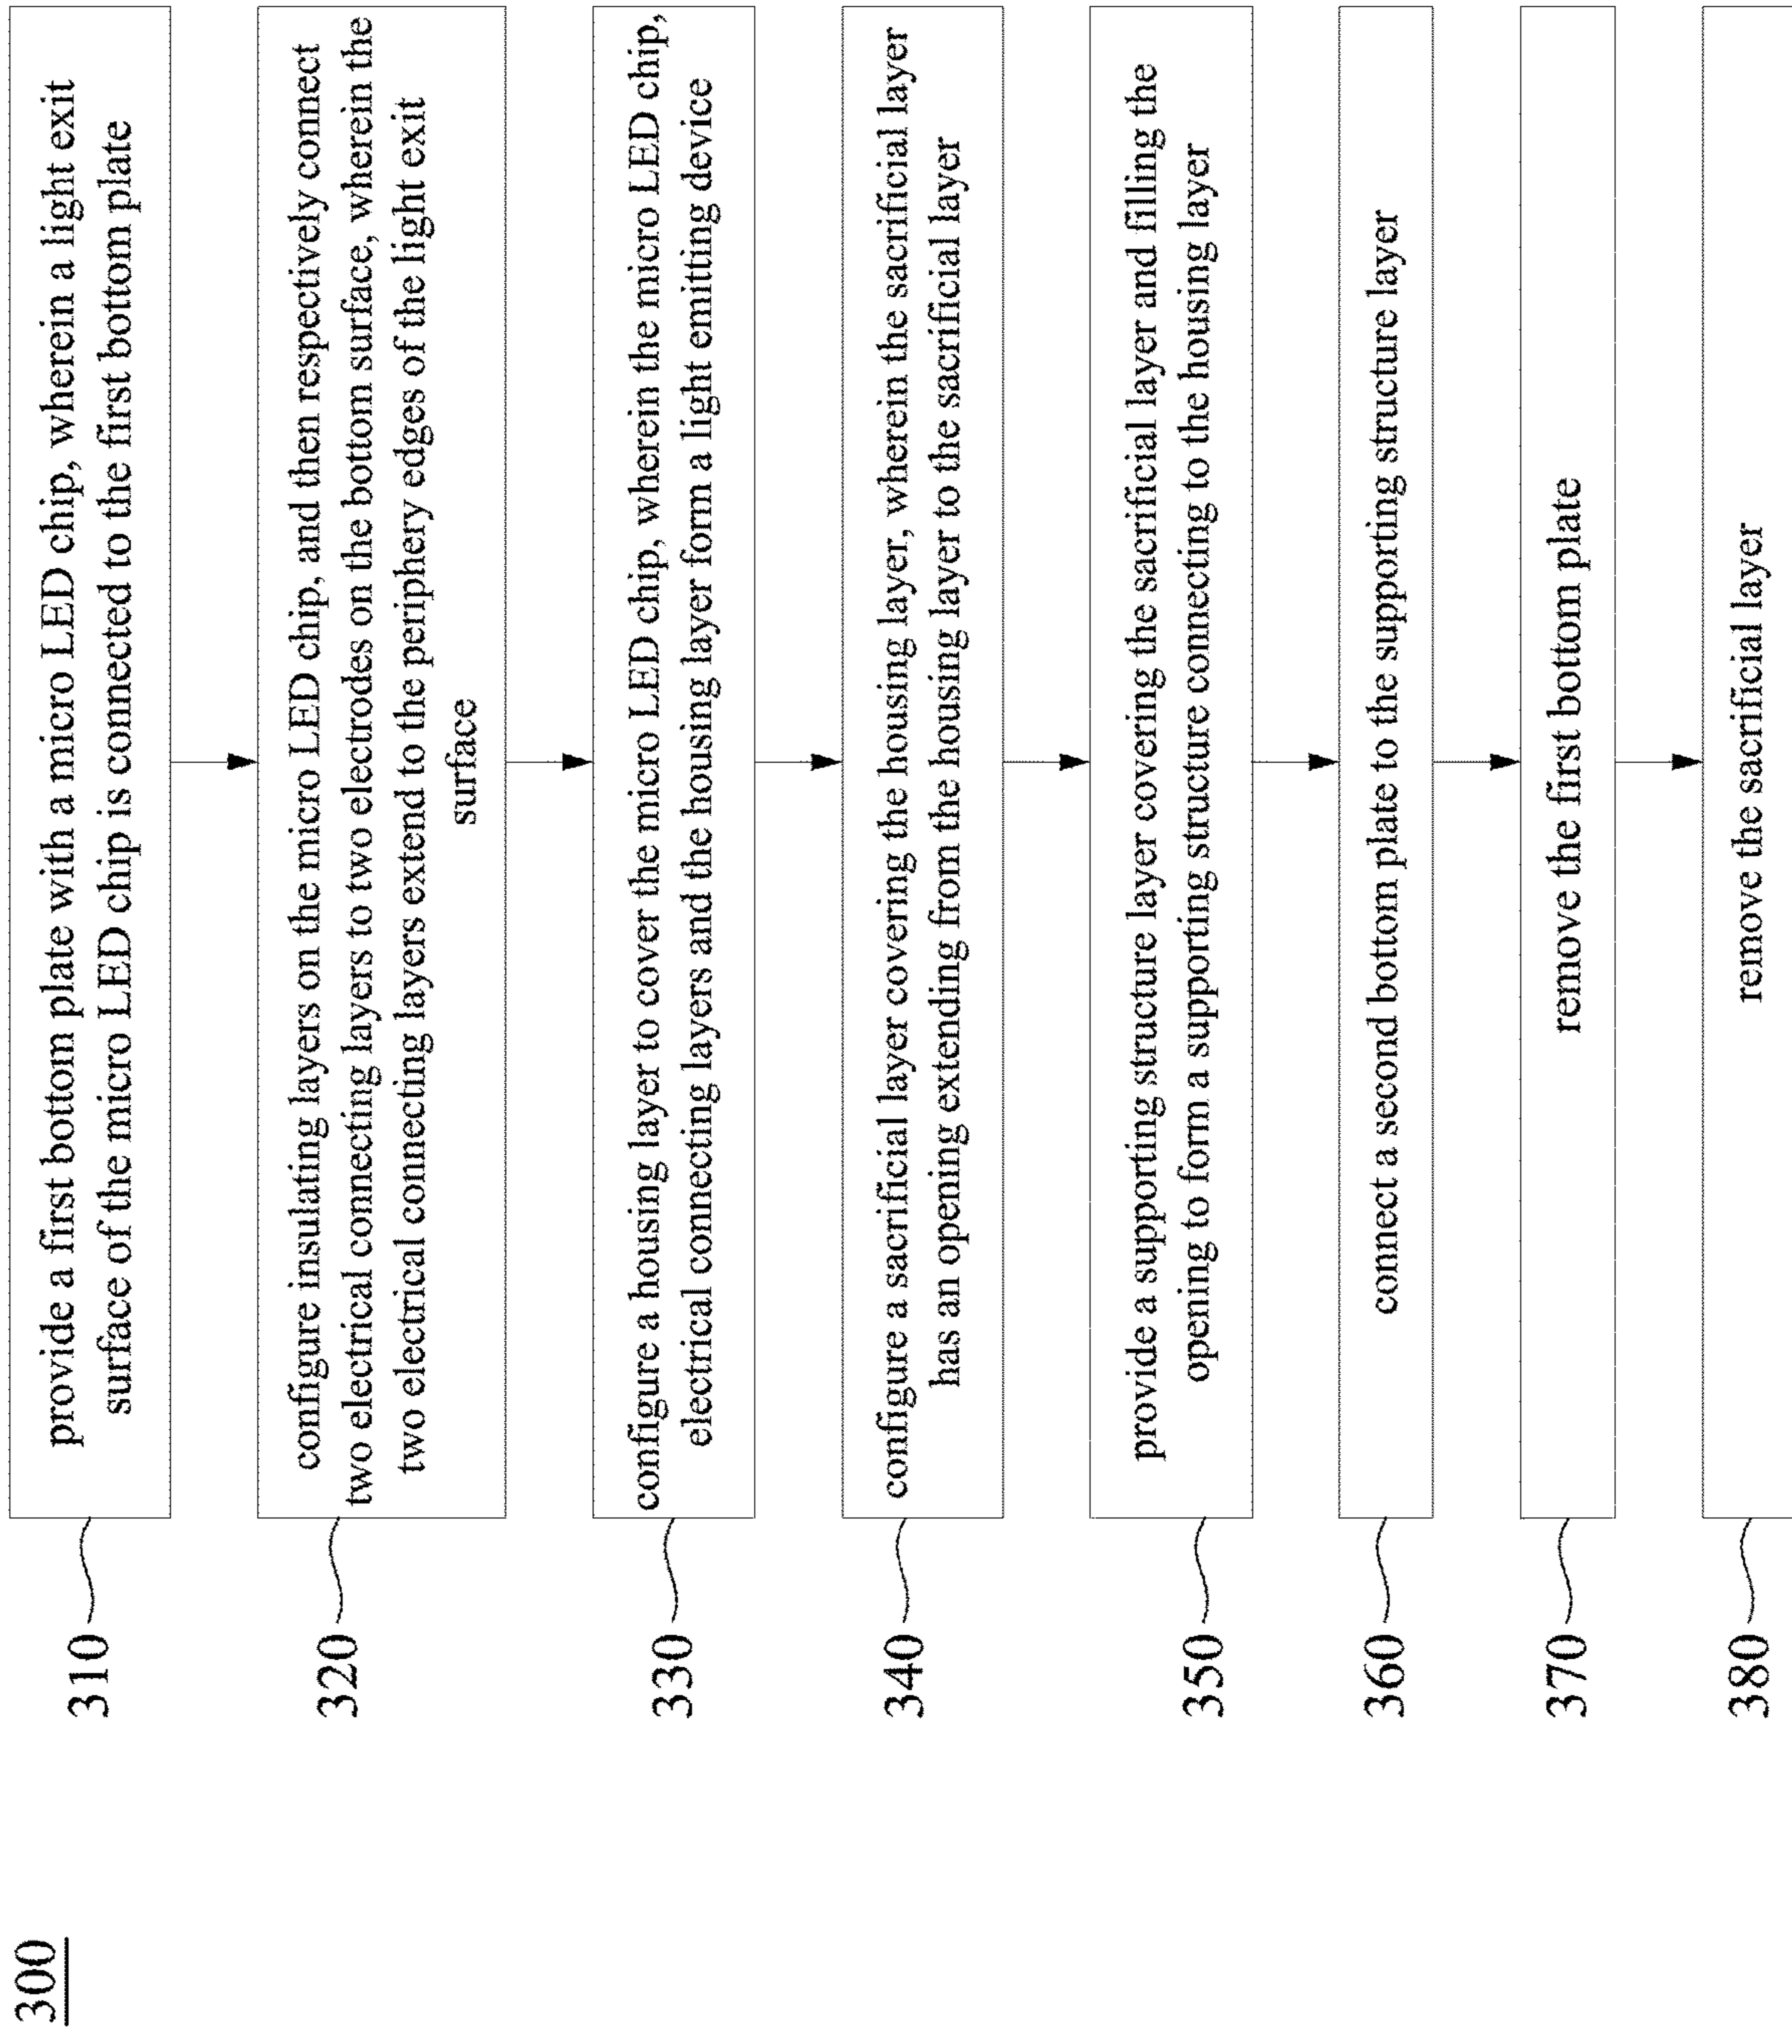 300
310
provide a first bottom plate with a micro LED chip, wherein a light exit
surface of the micro LED chip is connected to the first bottom plate
320
configure insulating layers on the micro LED chip, and then respectively connect
two electrical connecting layers to two electrodes on the bottom surface, wherein the
two electrical connecting layers extend to the periphery edges of the light exit
surface
330
configure a housing layer to cover the micro LED chip, wherein the micro LED chip,
electrical connecting layers and the housing layer form a light emitting device
340
configure a sacrificial layer covering the housing layer, wherein the sacrificial layer
has an opening extending from the housing layer to the sacrificial layer
350
provide a supporting structure layer covering the sacrificial layer and filling the
opening to form a supporting structure connecting to the housing layer
360
connect a second bottom plate to the supporting structure layer
370
remove the first bottom plate
380
remove the sacrificial layer